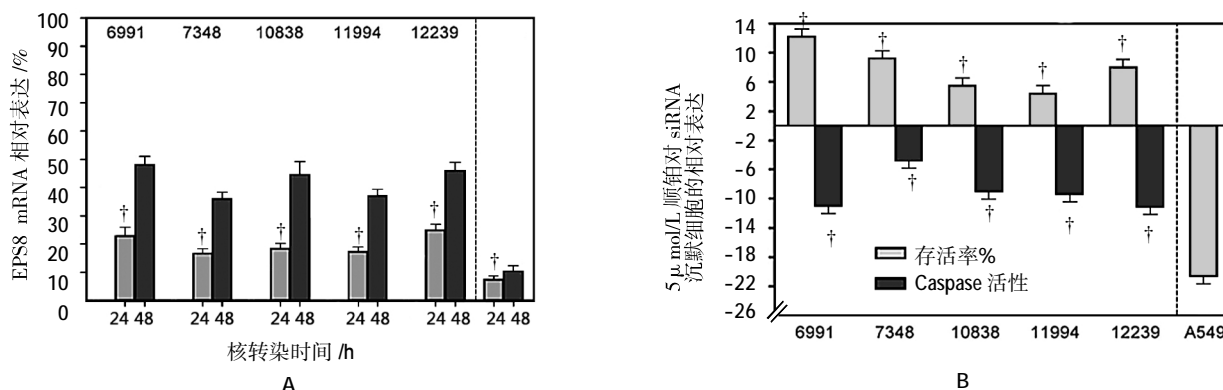 EPS8 mRNA 相对表达 /%
100
90
80
70
60
50
40
30
20
10
0
6991 7348 10838 11994 12239
† † † † † †
24 48 24 48 24 48 24 48 24 48 24 48
核转染时间 /h
A
5 μ mol/L 顺铂对 siRNA
沉默细胞的相对表达
14
10
6
2
-2
-6
-10
-14
-18
-22
-26
† † † † †
† † † † †
存活率%
Caspase 活性
6991 7348 10838 11994 12239 A549
B